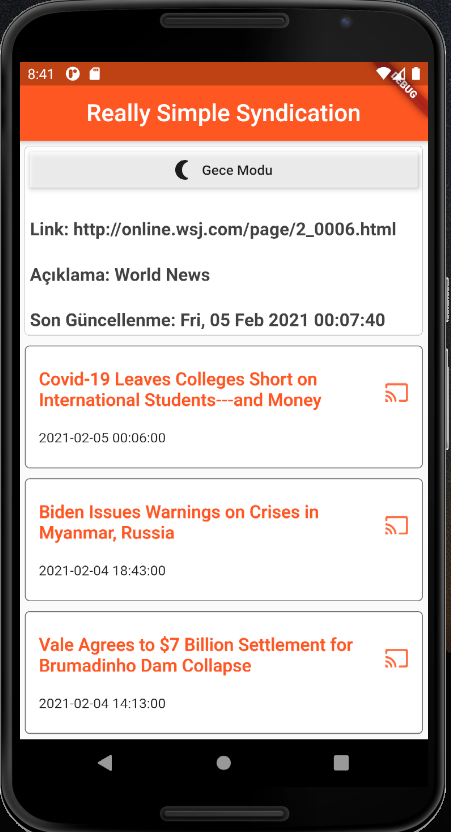 8:41
DEBUG
Really Simple Syndication
Gece Modu
Link: http://online.wsj.com/page/2_0006.html
Açıklama: World News
Son Güncellenme: Fri, 05 Feb 2021 00:07:40
Covid-19 Leaves Colleges Short on
International Students---and Money
2021-02-05 00:06:00
Biden Issues Warnings on Crises in
Myanmar, Russia
2021-02-04 18:43:00
Vale Agrees to $7 Billion Settlement for
Brumadinho Dam Collapse
2021-02-04 14:13:00